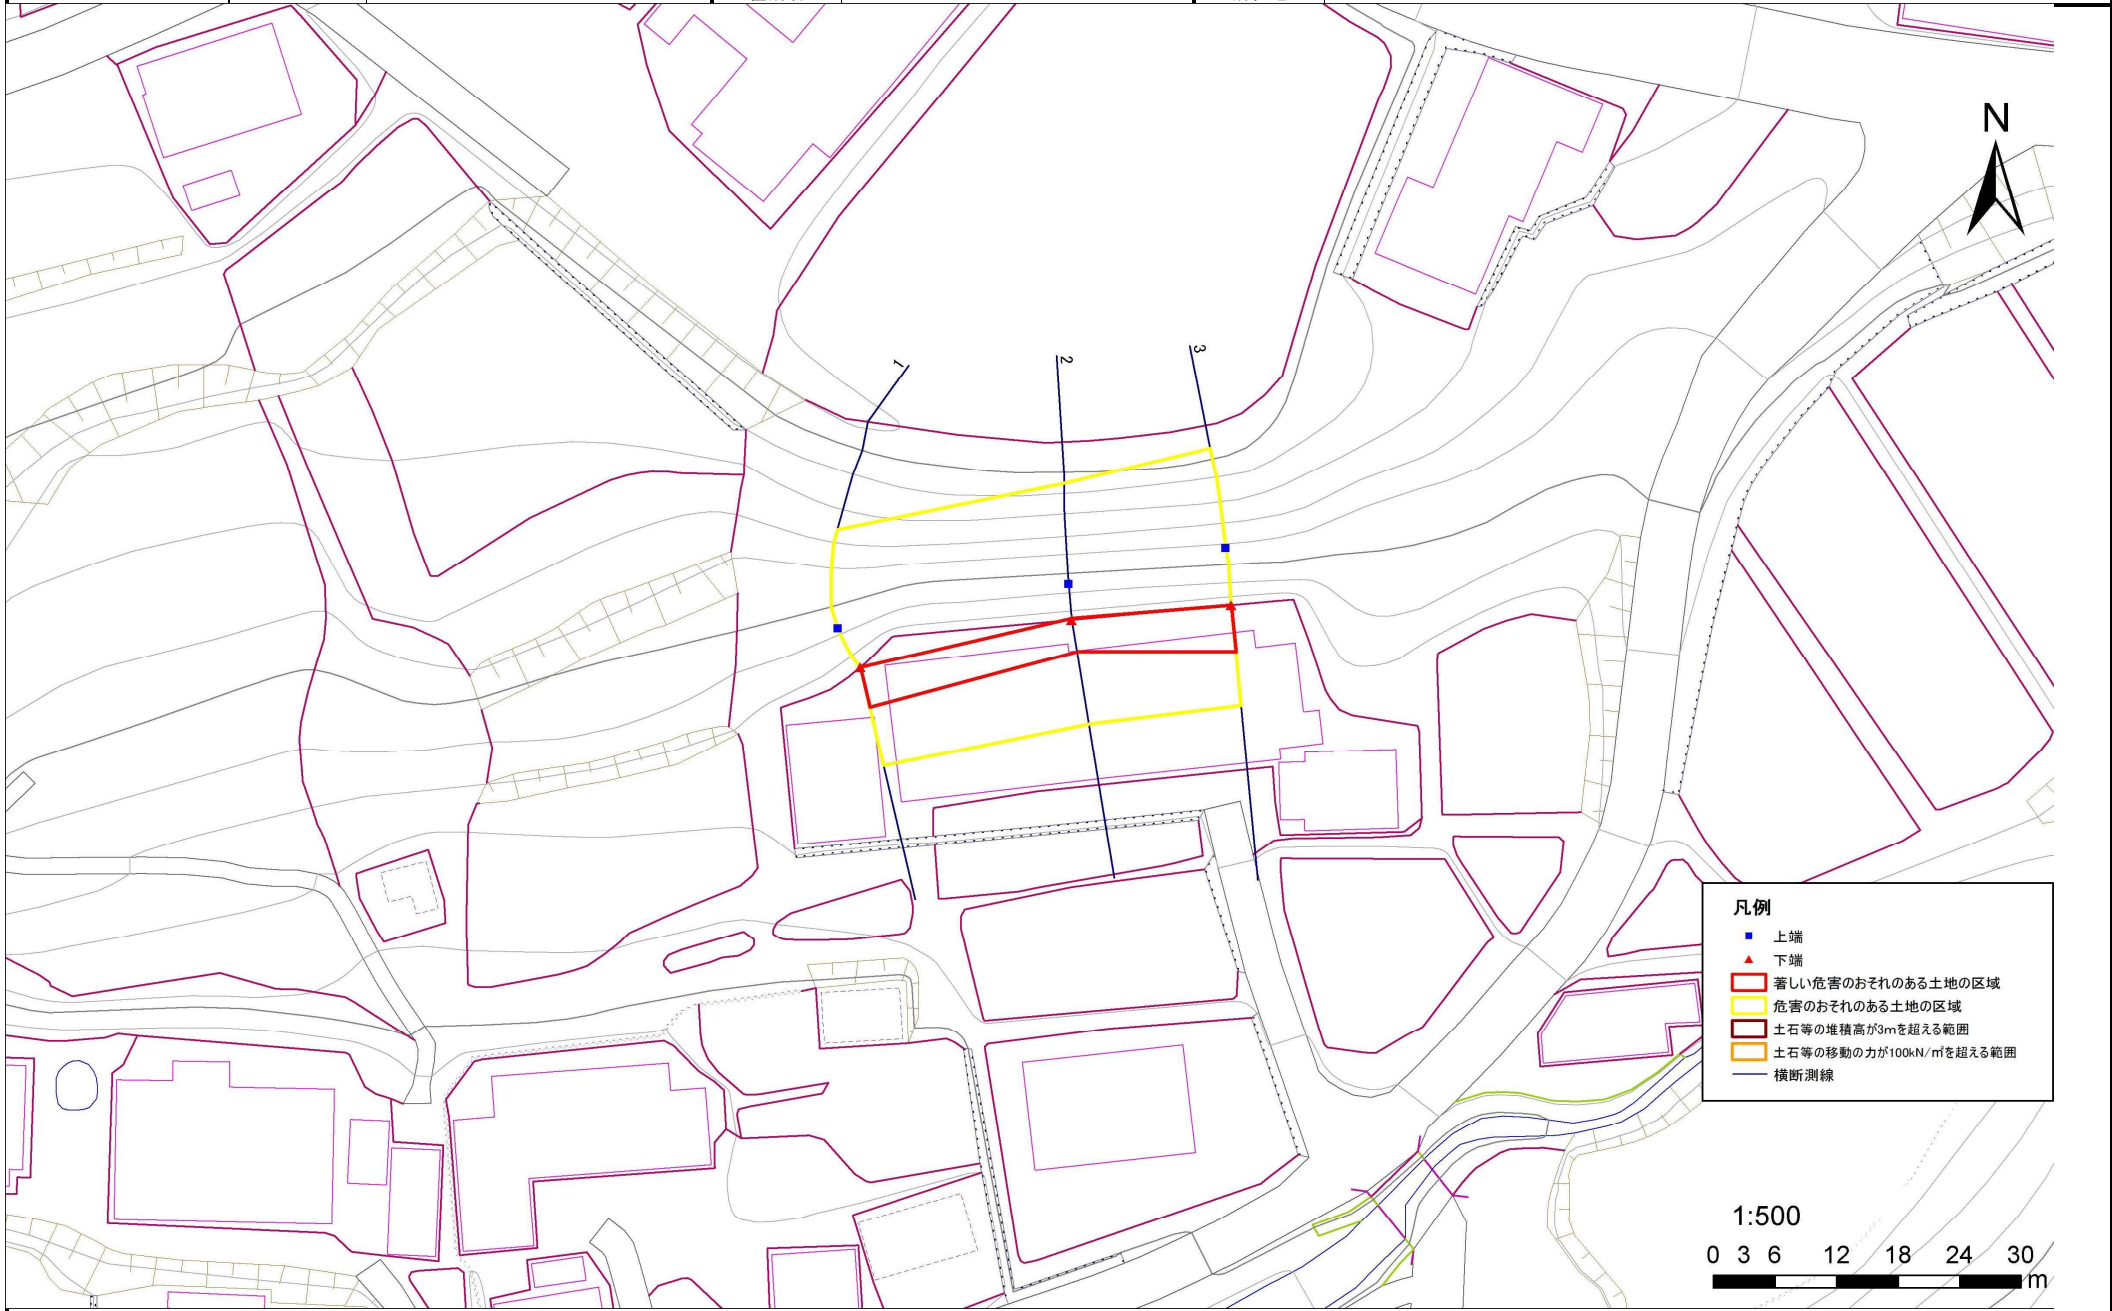 N
1
2
3
凡例
上端
下端
著しい危害のおそれのある土地の区域
危害のおそれのある土地の区域
土石等の堆積高が3mを超える範囲
土石等の移動の力が100kN/㎡を超える範囲
横断測線
1:500
0 3 6 12 18 24 30
m